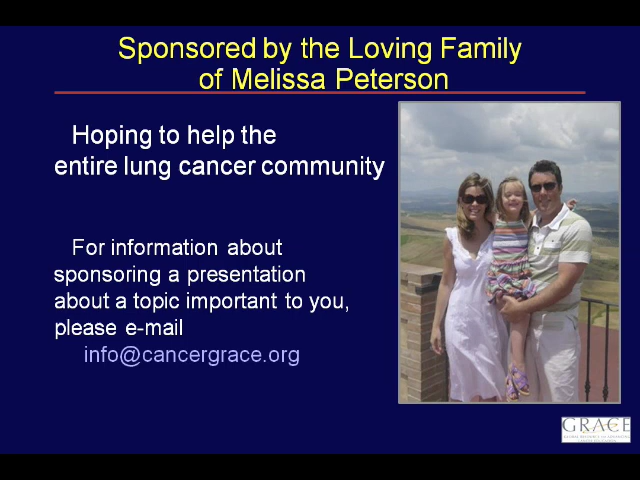 Sponsored by the Loving Family
of Melissa Peterson
Hoping to help the
entire lung cancer community
For information about
sponsoring a presentation
about a topic important to you,
please e-mail
info@cancergrace.org
GRACE